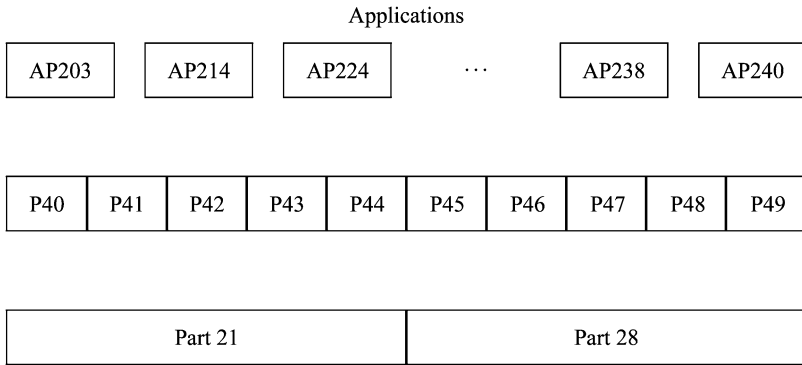 Applications
AP203 AP214 AP224 ... AP238 AP240
P40 P41 P42 P43 P44 P45 P46 P47 P48 P49
Part 21 Part 28